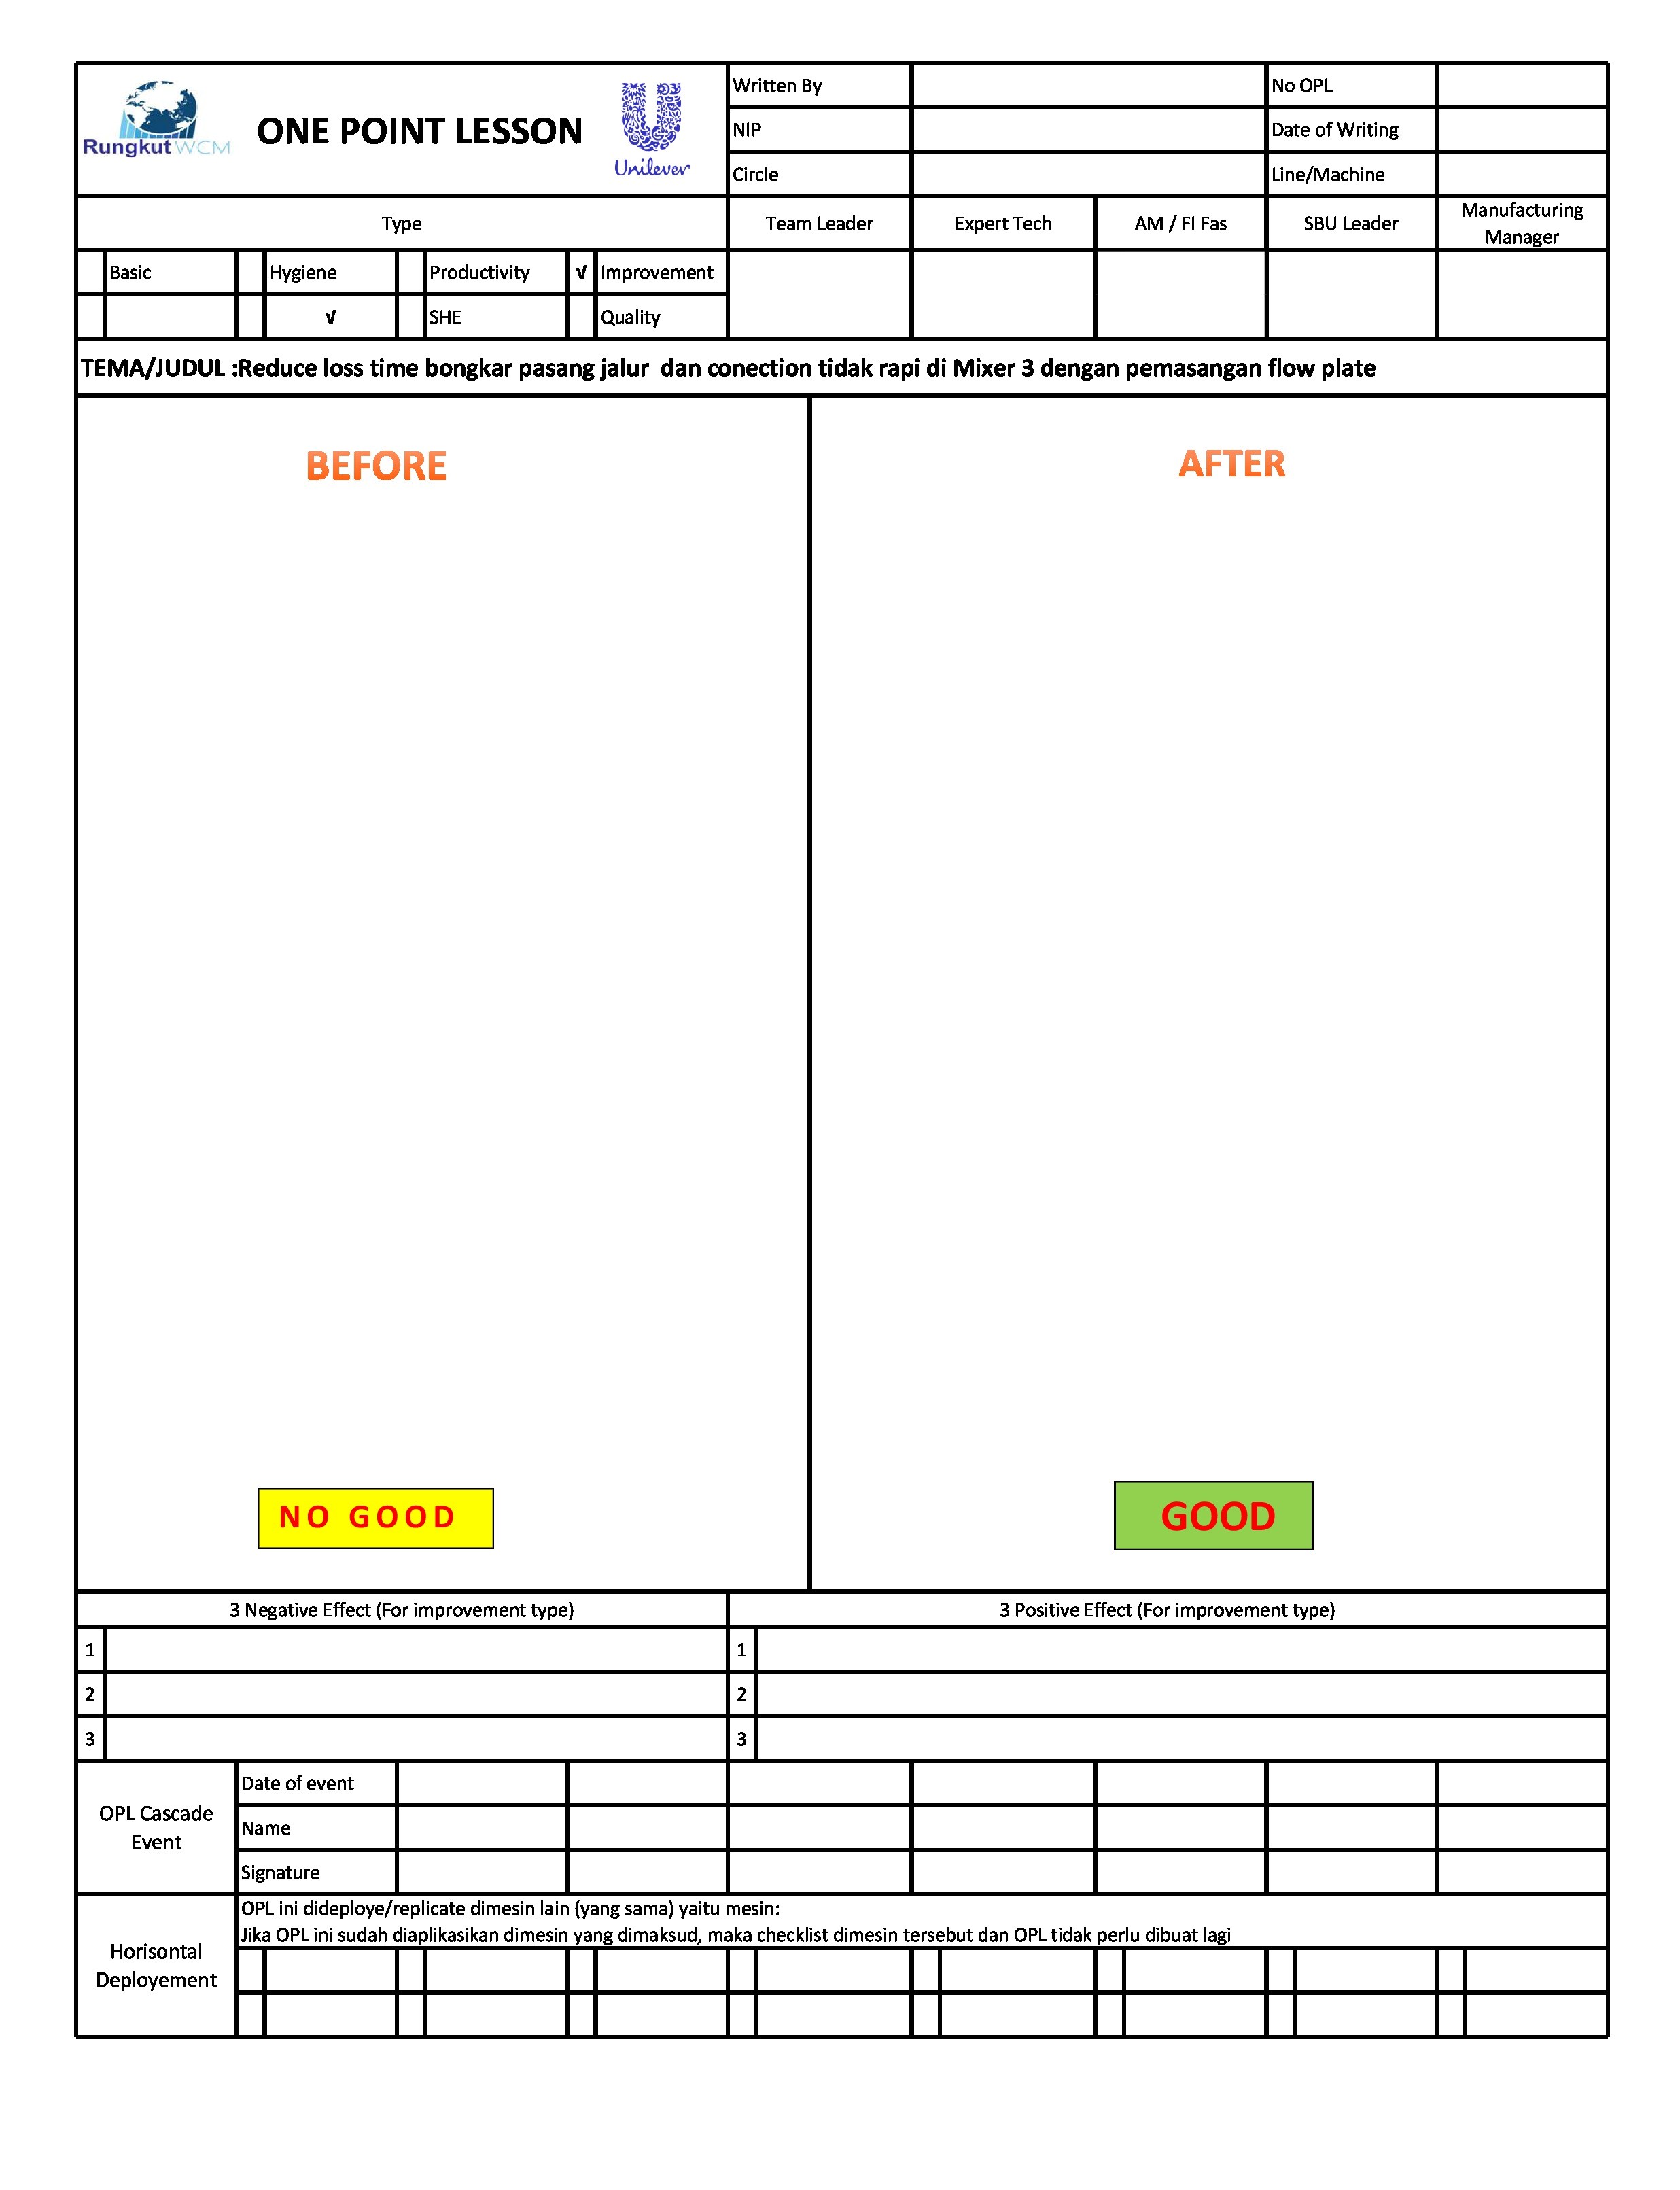 Rungkut WCM
ONE POINT LESSON
Unilever
Written By
No OPL
NIP
Date of Writing
Circle
Line/Machine
Type
Team Leader
Expert Tech
AM / FI Fas
SBU Leader
Manufacturing
Manager
Basic
Hygiene
Productivity
√ Improvement
√
SHE
Quality
TEMA/JUDUL :Reduce loss time bongkar pasang jalur  dan conection tidak rapi di Mixer 3 dengan pemasangan flow plate
BEFORE
AFTER
NO GOOD
GOOD
3 Negative Effect (For improvement type)
3 Positive Effect (For improvement type)
1
1
2
2
3
3
OPL Cascade
Event
Date of event
Name
Signature
Horisontal
Deployement
OPL ini dideploye/replicate dimesin lain (yang sama) yaitu mesin:
Jika OPL ini sudah diaplikasikan dimesin yang dimaksud, maka checklist dimesin tersebut dan OPL tidak perlu dibuat lagi